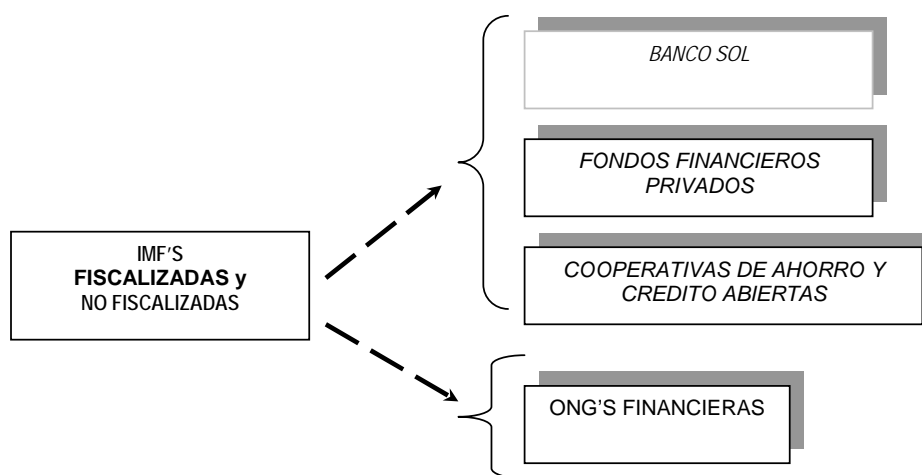 IMF'S
FISCALIZADAS y
NO FISCALIZADAS
BANCO SOL
FONDOS FINANCIEROS
PRIVADOS
COOPERATIVAS DE AHORRO Y
CREDITO ABIERTAS
ONG'S FINANCIERAS